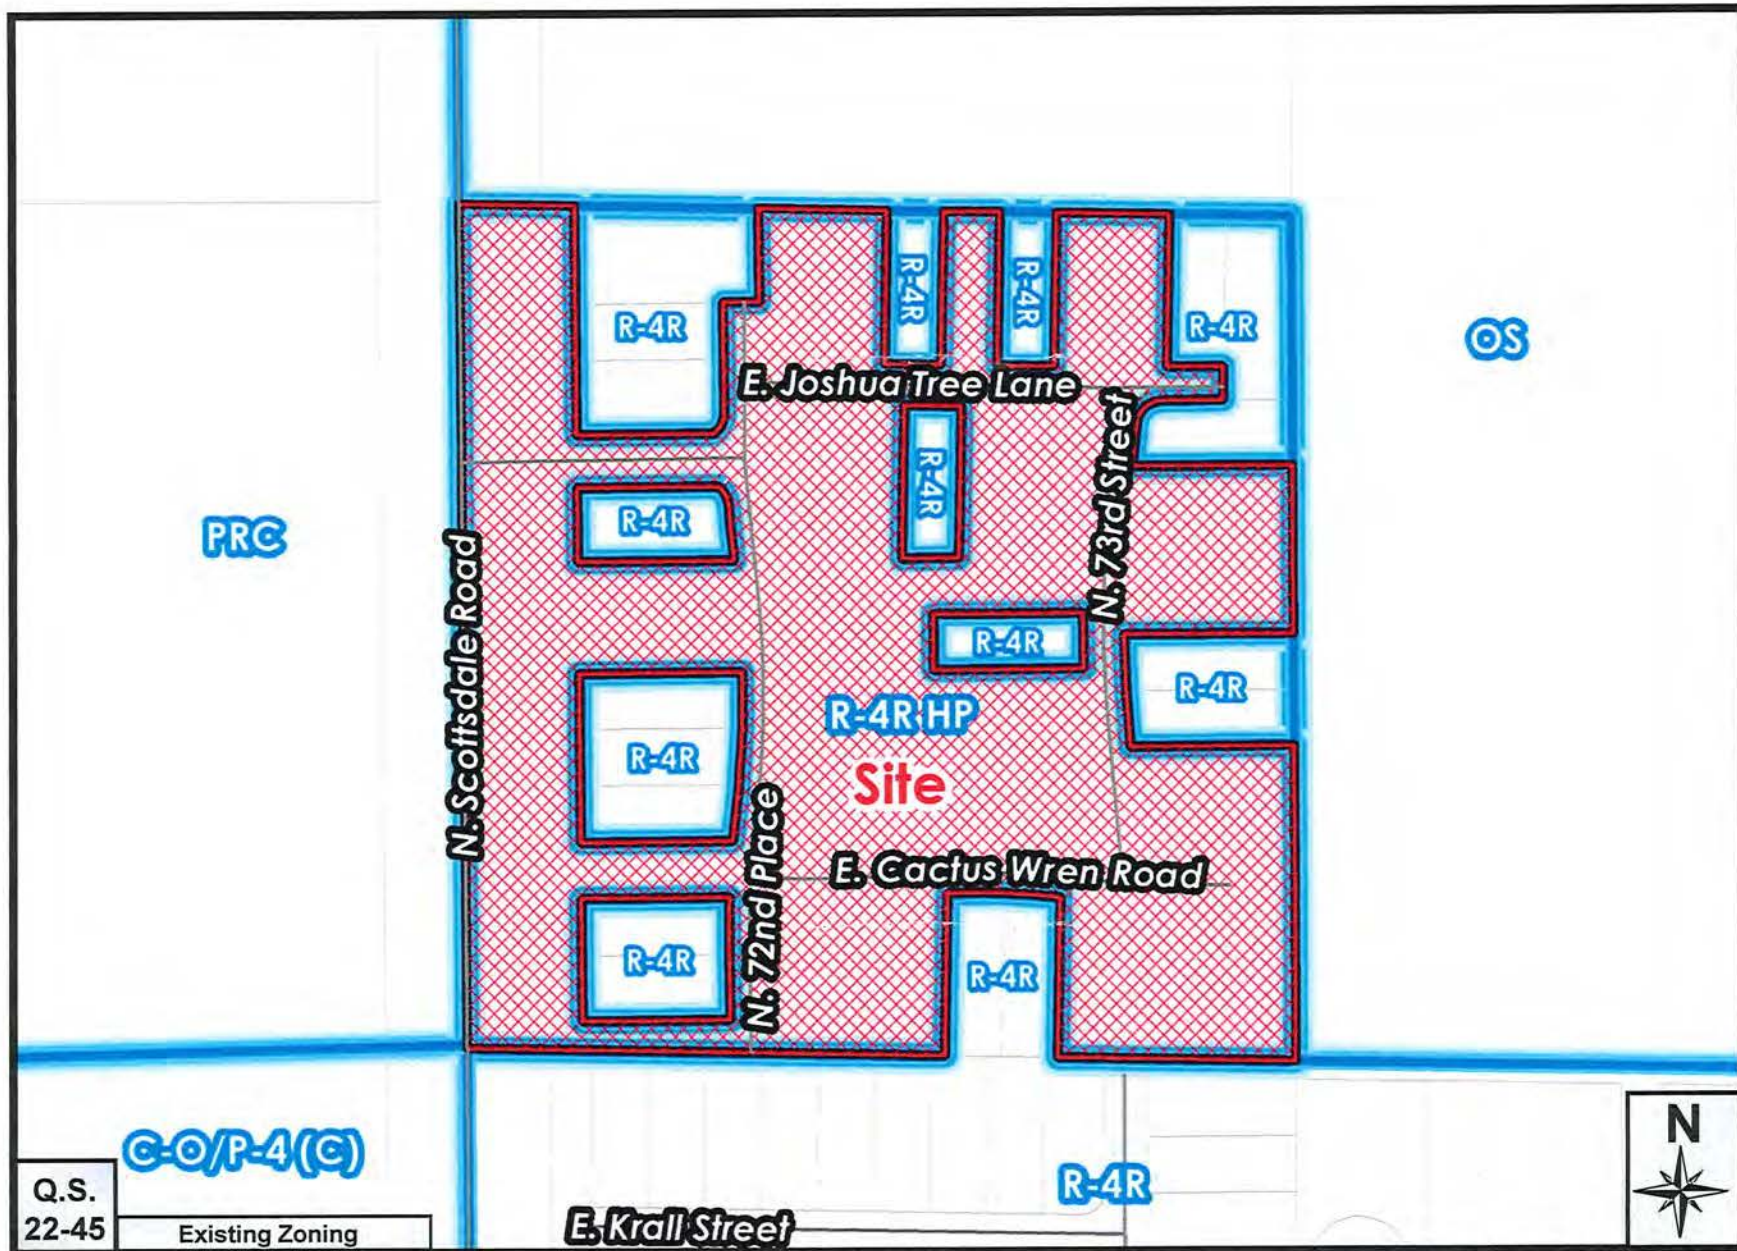 R-4R
R-4R
R-4R
R-4R
OS
E. Joshua Tree Lane
R-4R
N. 73rd Street
R-4R
PRC
N. Scottsdale Road
R-4R
R-4R
R-4R HP
R-4R
Site
N. 72nd Place
E. Cactus Wren Road
R-4R
R-4R
C-O/P-4 (C)
R-4R
N
Q.S.
22-45
Existing Zoning
E. Krall Street